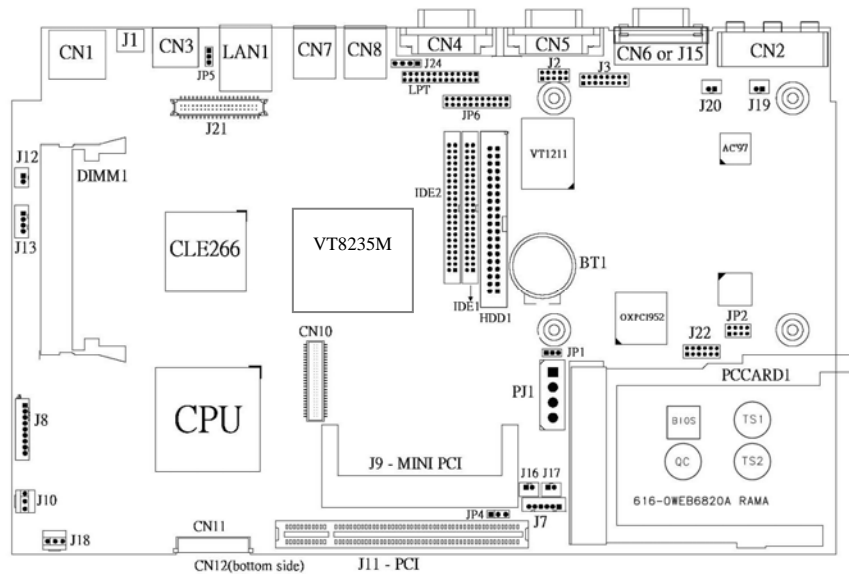 CN1
J1
CN3
JP5
LAN1
CN7
CN8
CN4
CN5
CN6 or J15
CN2
J24
LPT
J2
J3
J20
J19
J21
JP6
J12
DIMM1
IDE2
VT1211
AC'97
J13
CLE266
VT8235M
BT1
IDE1
HDD1
OXPCI952
JP2
CN10
JP1
J22
PCCARD1
PJ1
CPU
J8
BIOS
TS1
J9 - MINI PCI
QC
TS2
J16
J17
616-0WEB6820A RAMA
J10
JP4
J7
J18
CN11
CN12(bottom side)
J11 - PCI